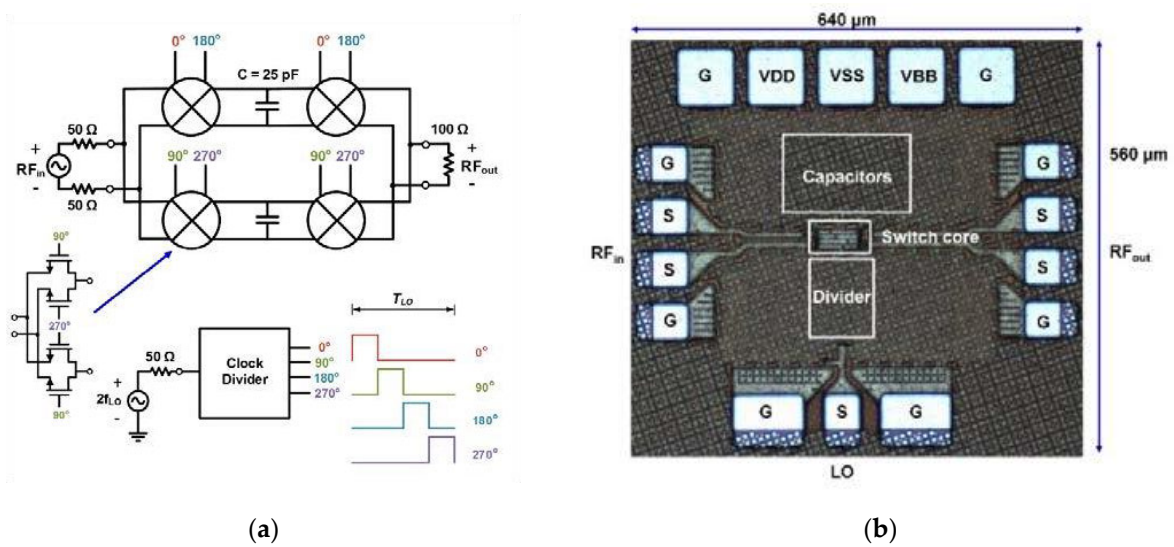 0° 180°
0° 180°
C = 25 pF
50 Ω
+
RFin
-
50 Ω
100 Ω
+
RFout
-
90° 270°
90° 270°
90°
270°
90°
50 Ω
+
2fLO
-
Clock
Divider
0°
90°
180°
270°
TLO
0°
90°
180°
270°
(a)
640 µm
560 µm
G VDD VSS VBB G
Capacitors
Switch core
Divider
G
S
S
G
RFin
G
S
S
G
RFout
G S G
LO
(b)